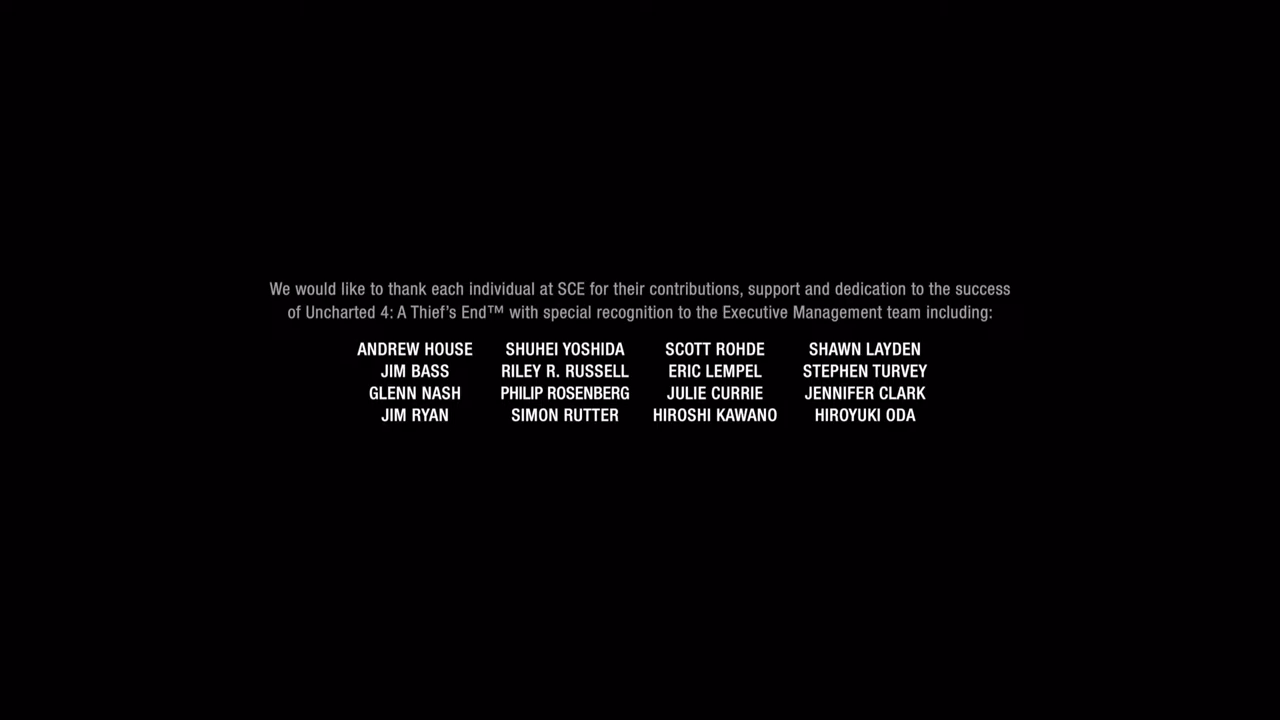 We would like to thank each individual at SCE for their contributions, support and dedication to the success
of Uncharted 4: A Thief's End™ with special recognition to the Executive Management team including:
ANDREW HOUSE SHUHEI YOSHIDA SCOTT ROHDE SHAWN LAYDEN
JIM BASS RILEY R. RUSSELL ERIC LEMPEL STEPHEN TURVEY
GLENN NASH PHILIP ROSENBERG JULIE CURRIE JENNIFER CLARK
JIM RYAN SIMON RUTTER HIROSHI KAWANO HIROYUKI ODA